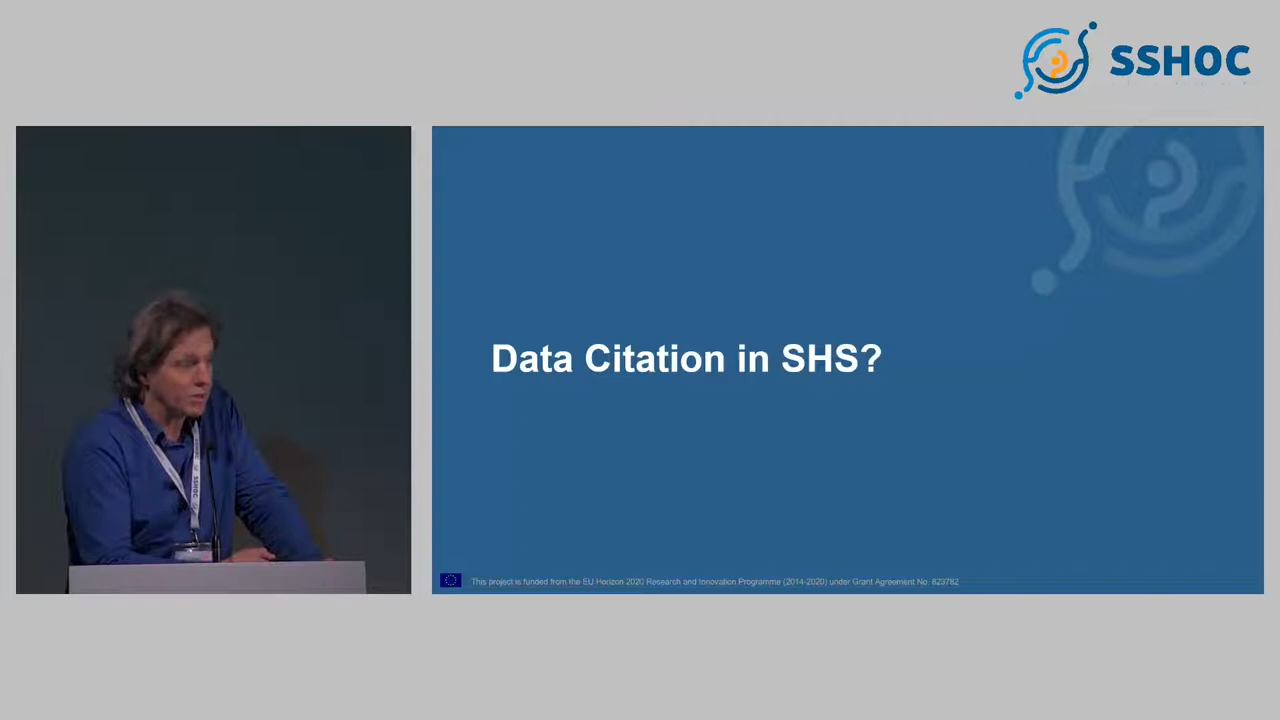 SSHOC
Data Citation in SHS?
SSHOC
This project is funded from the EU Horizon 2020 Research and Innovation Programme (2014-2020) under Grant Agreement No. 823782